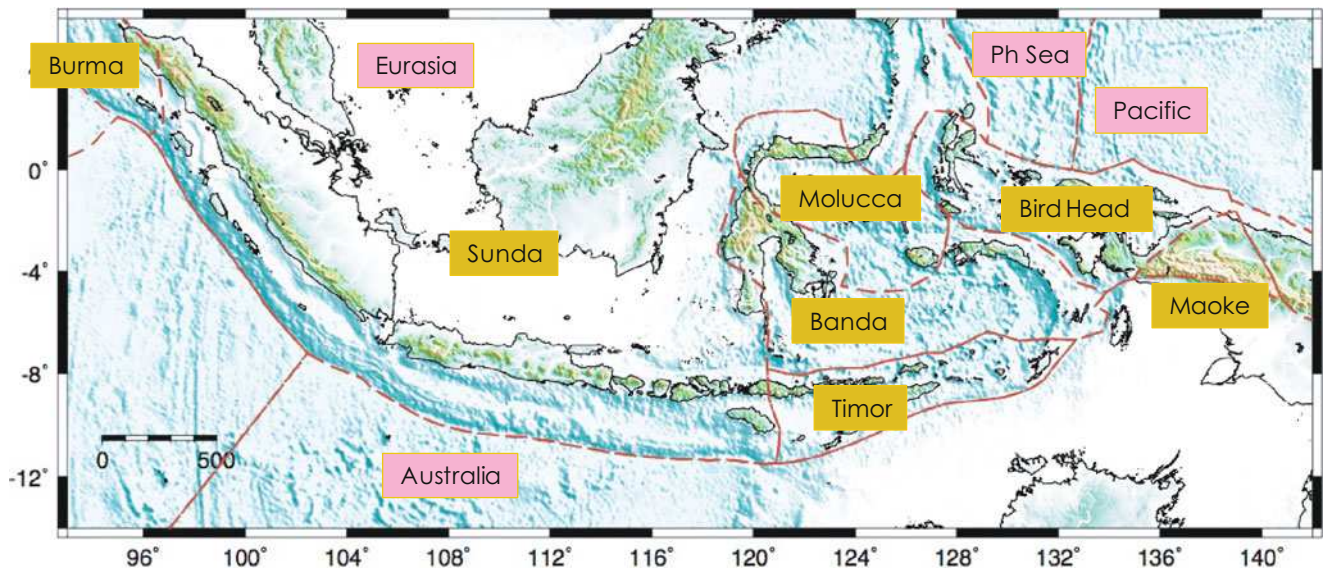 Burma
Eurasia
Ph Sea
Pacific
0°
Molucca
Bird Head
Sunda
-4°
Banda
Maoke
-8°
Timor
0 500
Australia
-12°
96° 100° 104° 108° 112° 116° 120° 124° 128° 132° 136° 140°